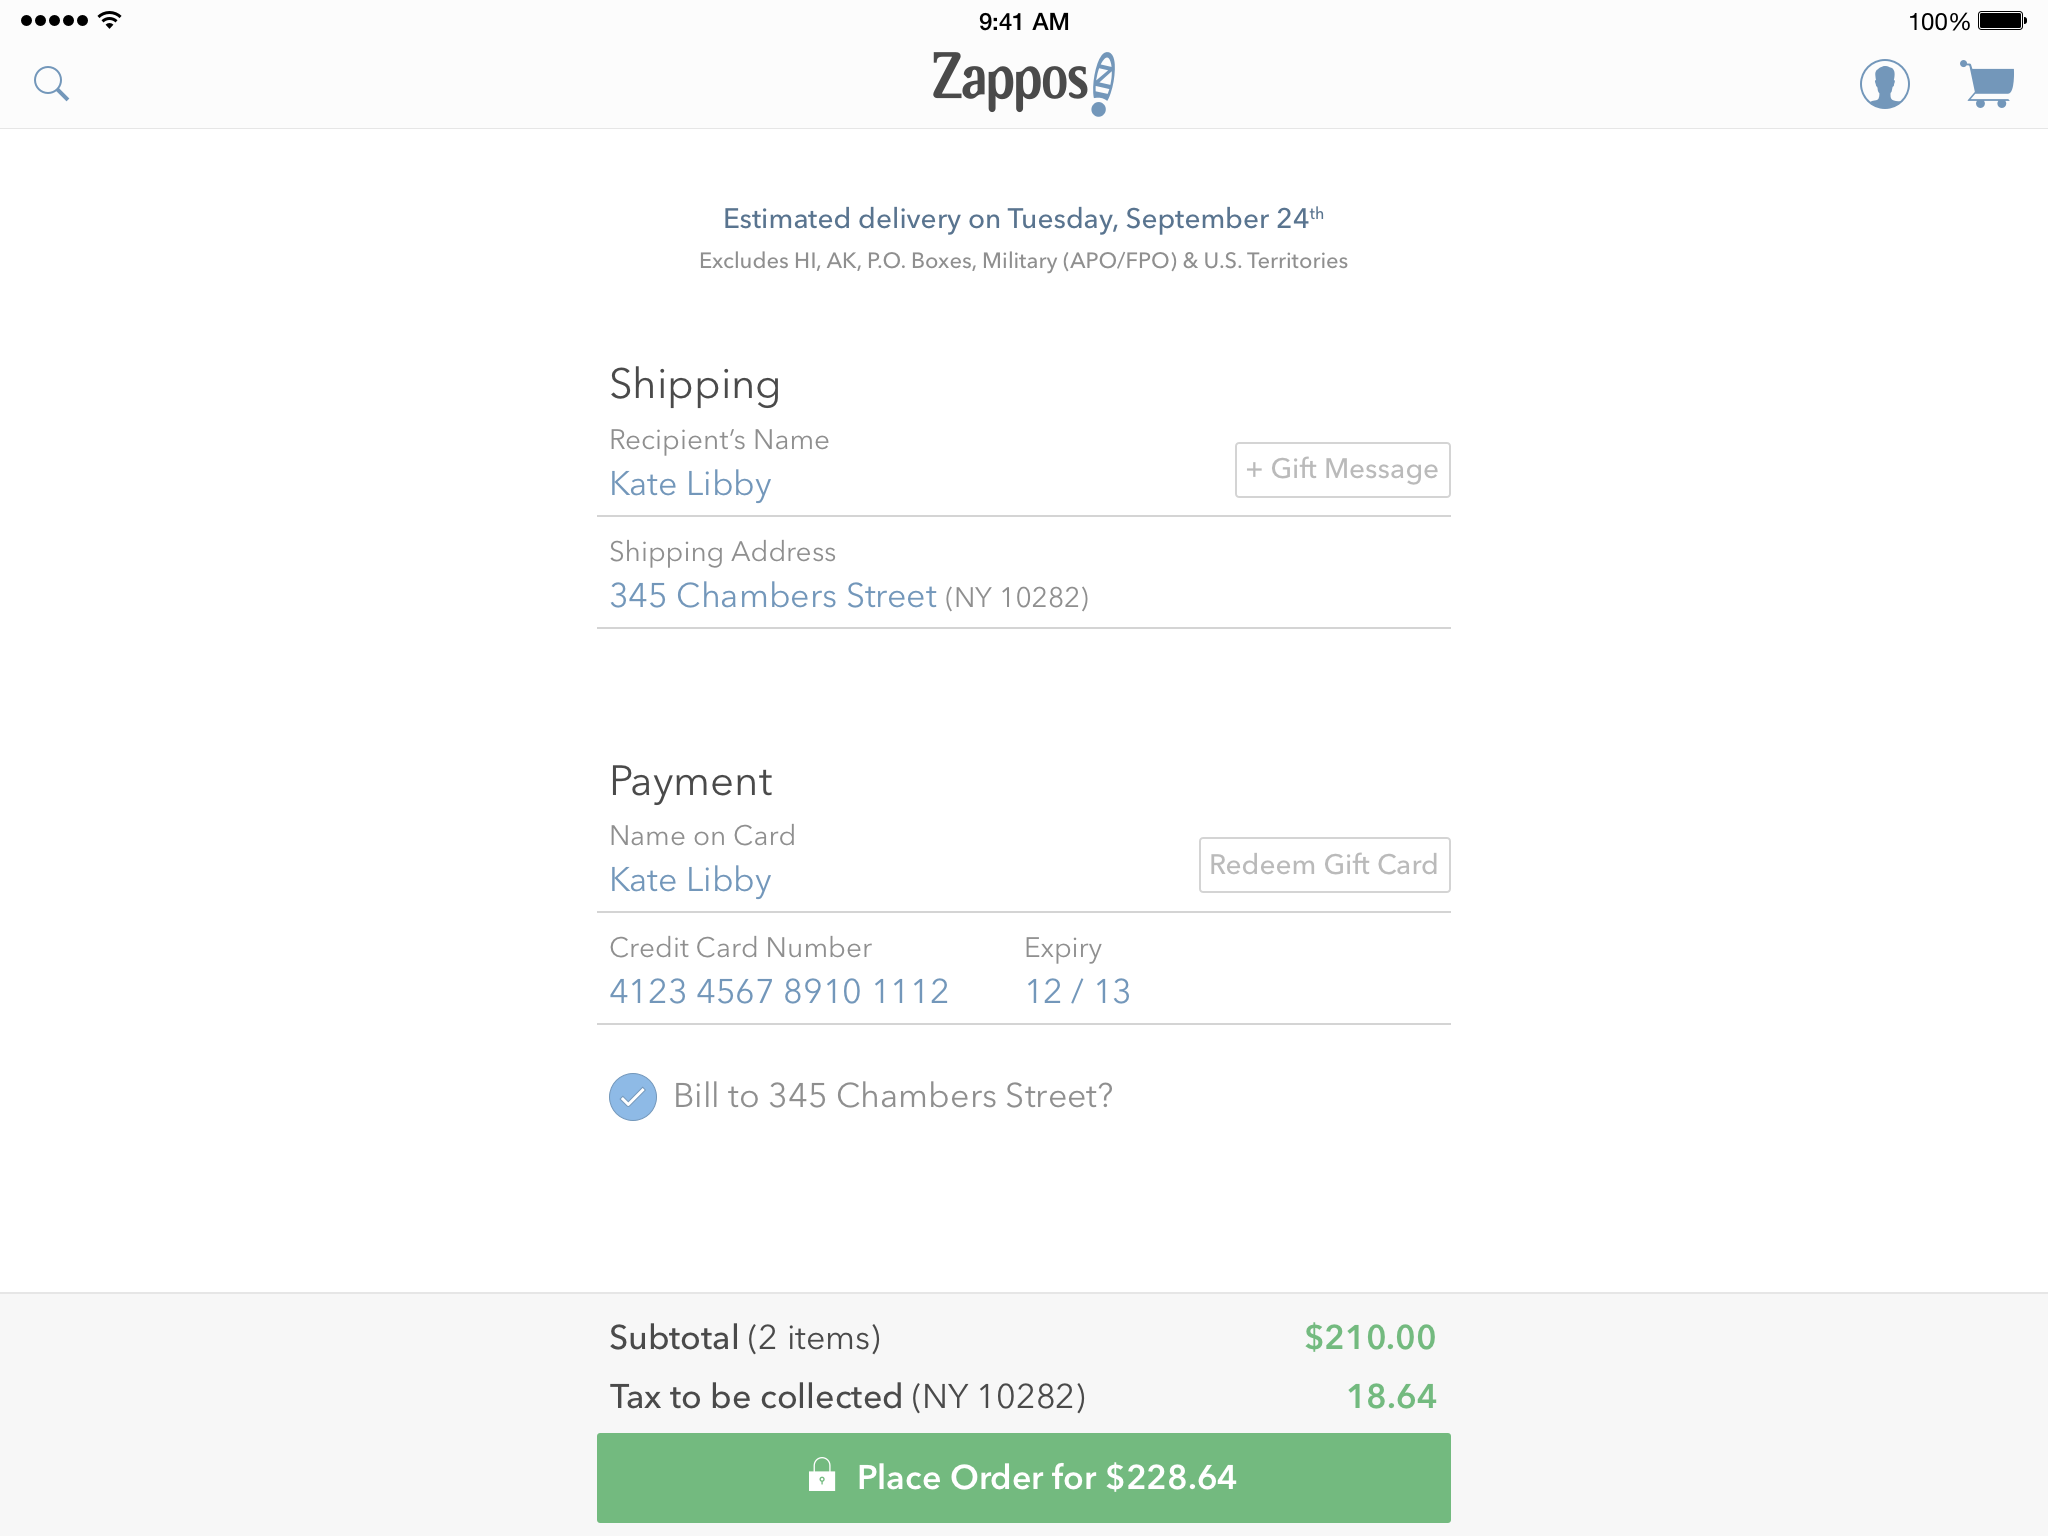 9:41 AM
100%
Zappos
Estimated delivery on Tuesday, September 24th
Excludes HI, AK, P.O. Boxes, Military (APO/FPO) & U.S. Territories
Shipping
Recipient’s Name
Kate Libby
+ Gift Message
Shipping Address
345 Chambers Street (NY 10282)
Payment
Name on Card
Kate Libby
Redeem Gift Card
Credit Card Number Expiry
4123 4567 8910 1112 12 / 13
Bill to 345 Chambers Street?
Subtotal (2 items) $210.00
Tax to be collected (NY 10282) 18.64
Place Order for $228.64